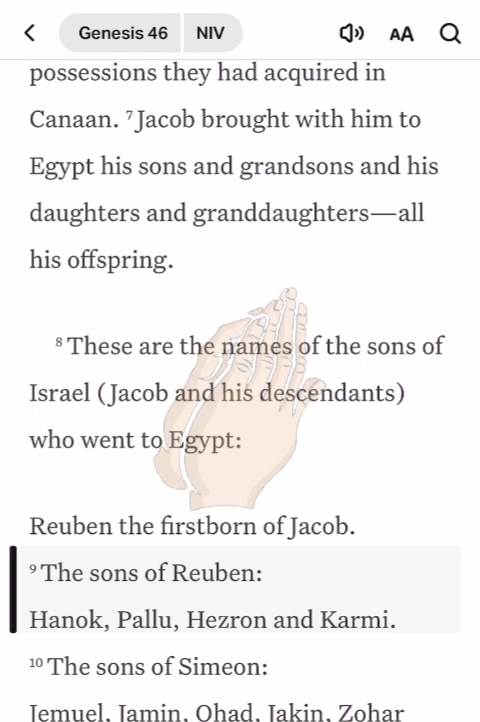 Genesis 46 NIV AA
possessions they had acquired in
Canaan. 7 Jacob brought with him to
Egypt his sons and grandsons and his
daughters and granddaughters—all
his offspring.
8 These are the names of the sons of
Israel (Jacob and his descendants)
who went to Egypt:
Reuben the firstborn of Jacob.
9 The sons of Reuben:
Hanok, Pallu, Hezron and Karmi.
10 The sons of Simeon:
Jemuel, Jamin, Ohad, Jakin, Zohar